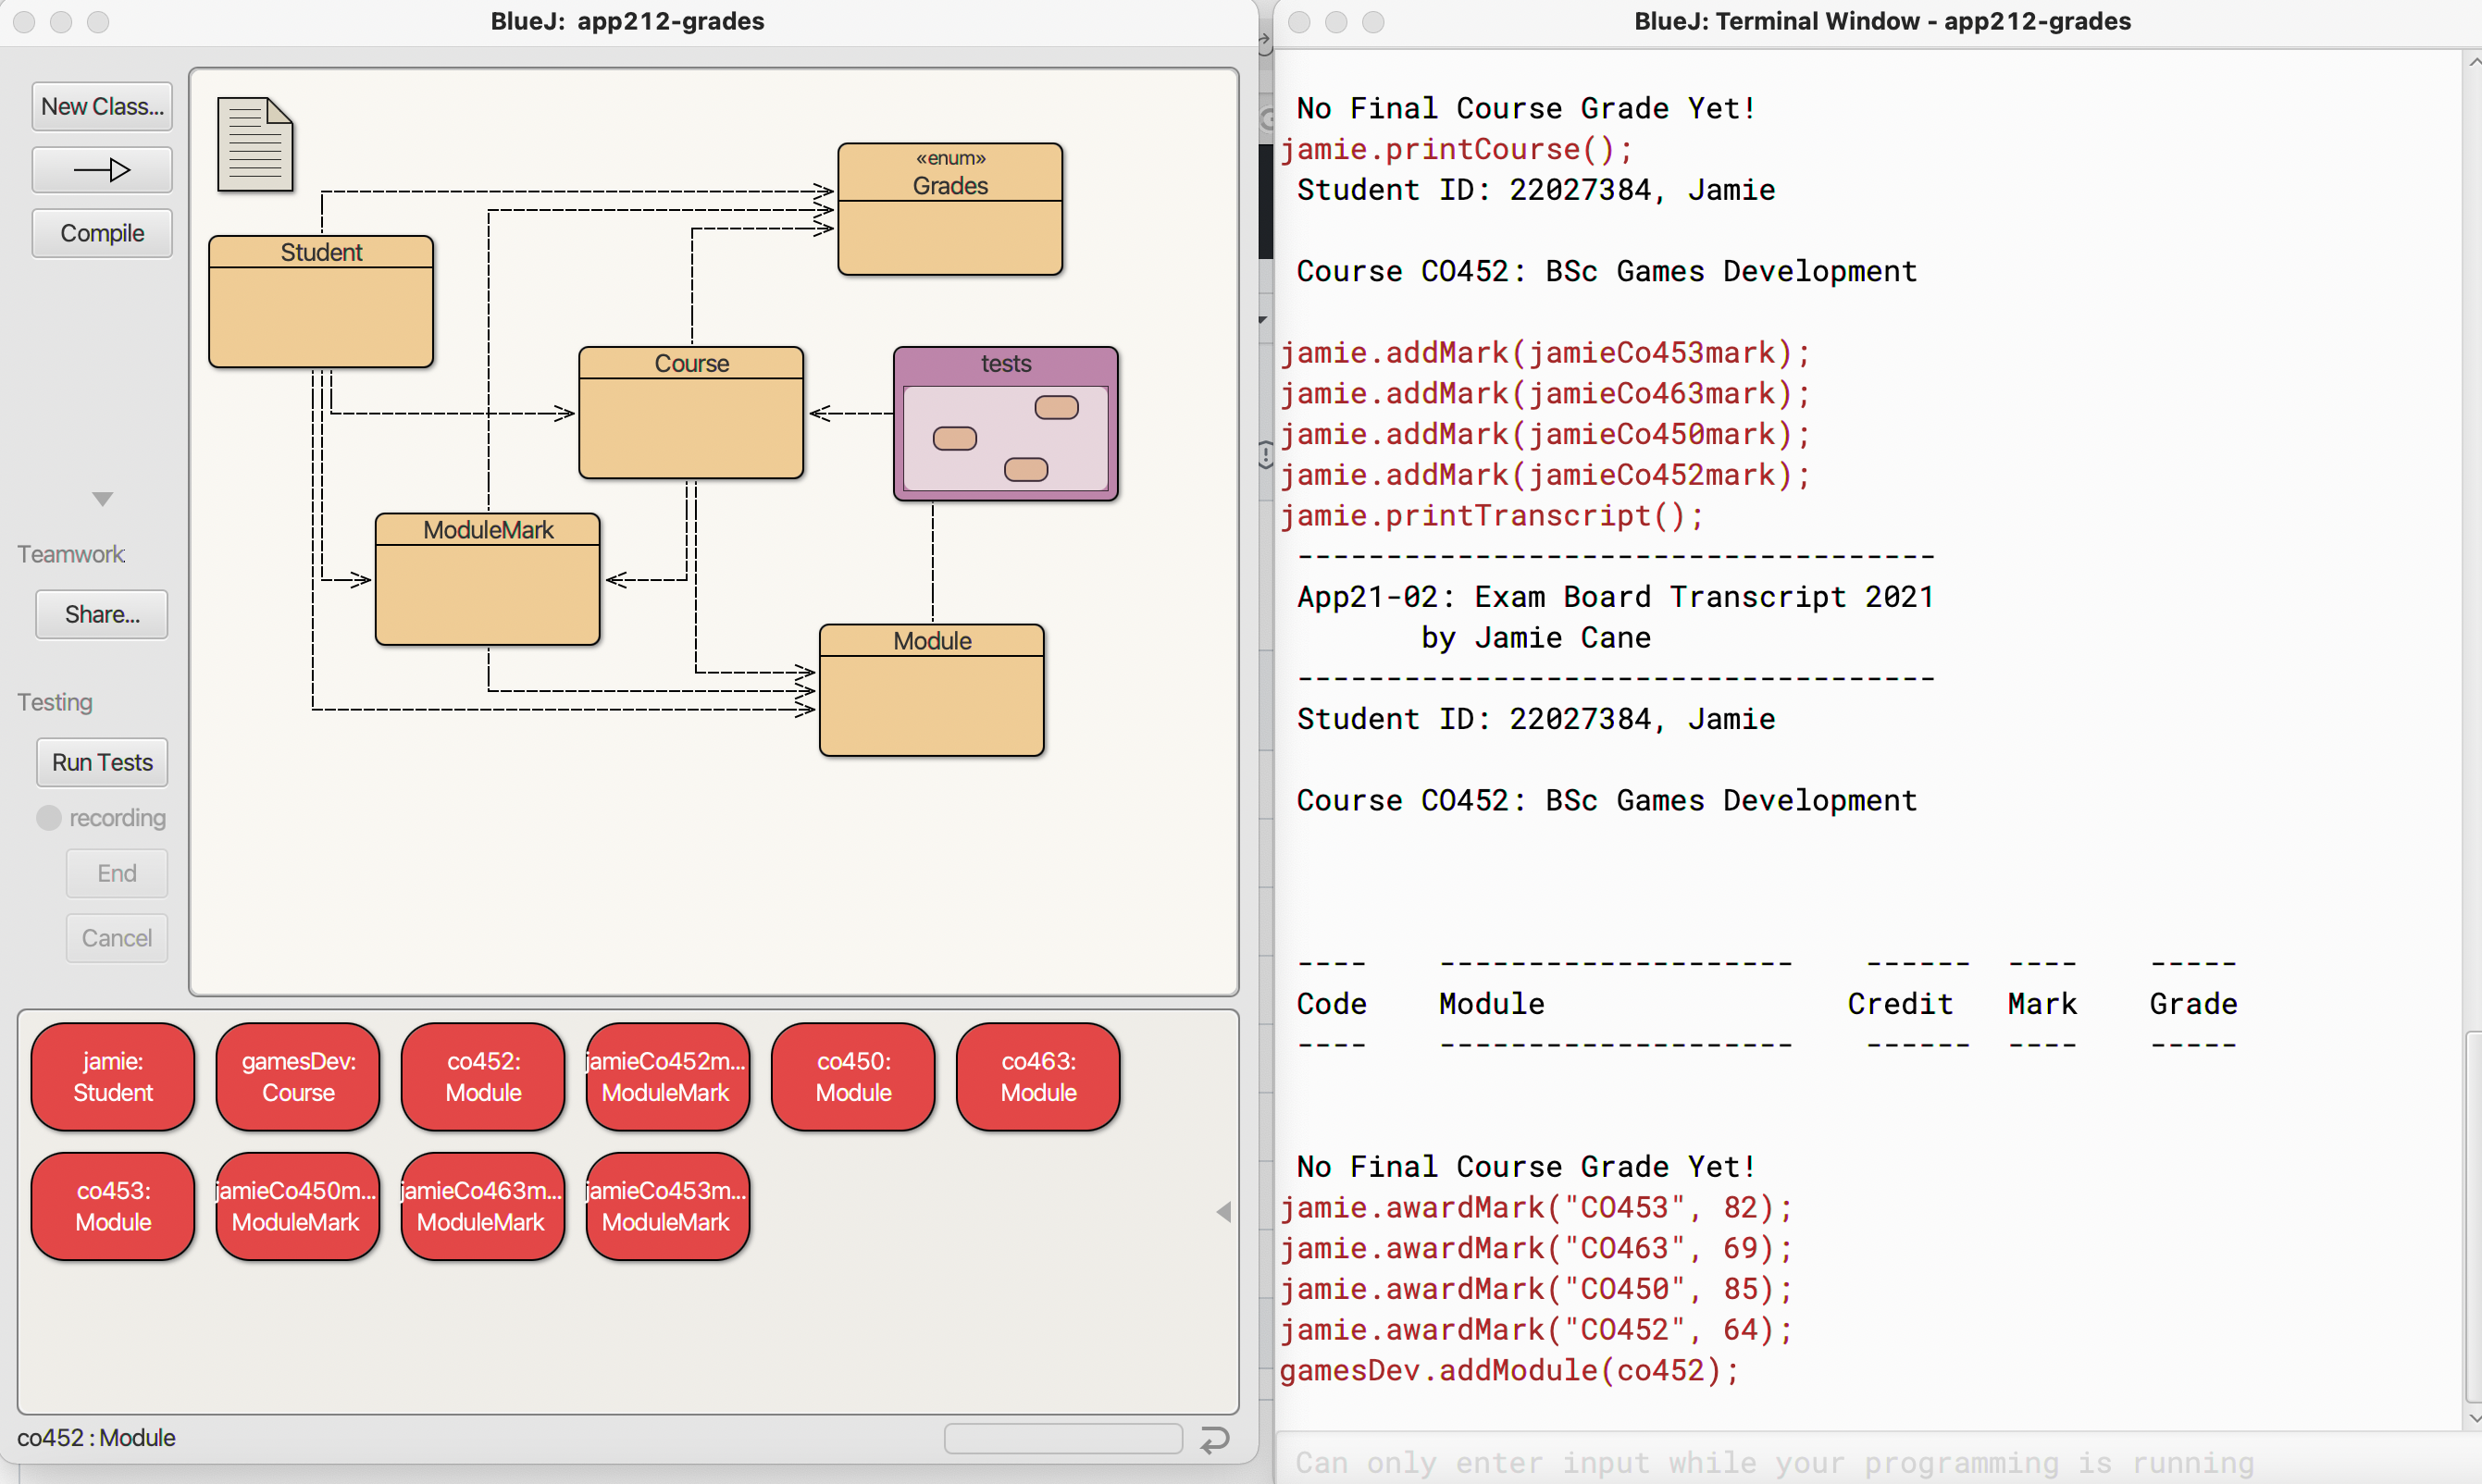 BlueJ: app212-grades
New Class...
Compile
Teamwork:
Share...
Testing
Run Tests
recording
End
Cancel
«enum»
Grades
Student
Course
tests
ModuleMark
Module
jamie:
Student
gamesDev:
Course
co452:
Module
jamieCo452m...
ModuleMark
co450:
Module
co463:
Module
co453:
Module
jamieCo450m...
ModuleMark
jamieCo463m...
ModuleMark
jamieCo453m...
ModuleMark
co452 : Module
BlueJ: Terminal Window - app212-grades
No Final Course Grade Yet!
jamie.printCourse();
Student ID: 22027384, Jamie
Course CO452: BSc Games Development
jamie.addMark(jamieCo453mark);
jamie.addMark(jamieCo463mark);
jamie.addMark(jamieCo450mark);
jamie.addMark(jamieCo452mark);
jamie.printTranscript();
------------------------------------
App21-02: Exam Board Transcript 2021
by Jamie Cane
------------------------------------
Student ID: 22027384, Jamie
Course CO452: BSc Games Development
---- -------------------- ------ ---- -----
Code Module Credit Mark Grade
---- -------------------- ------ ---- -----
No Final Course Grade Yet!
jamie.awardMark("CO453", 82);
jamie.awardMark("CO463", 69);
jamie.awardMark("CO450", 85);
jamie.awardMark("CO452", 64);
gamesDev.addModule(co452);
Can only enter input while your programming is running